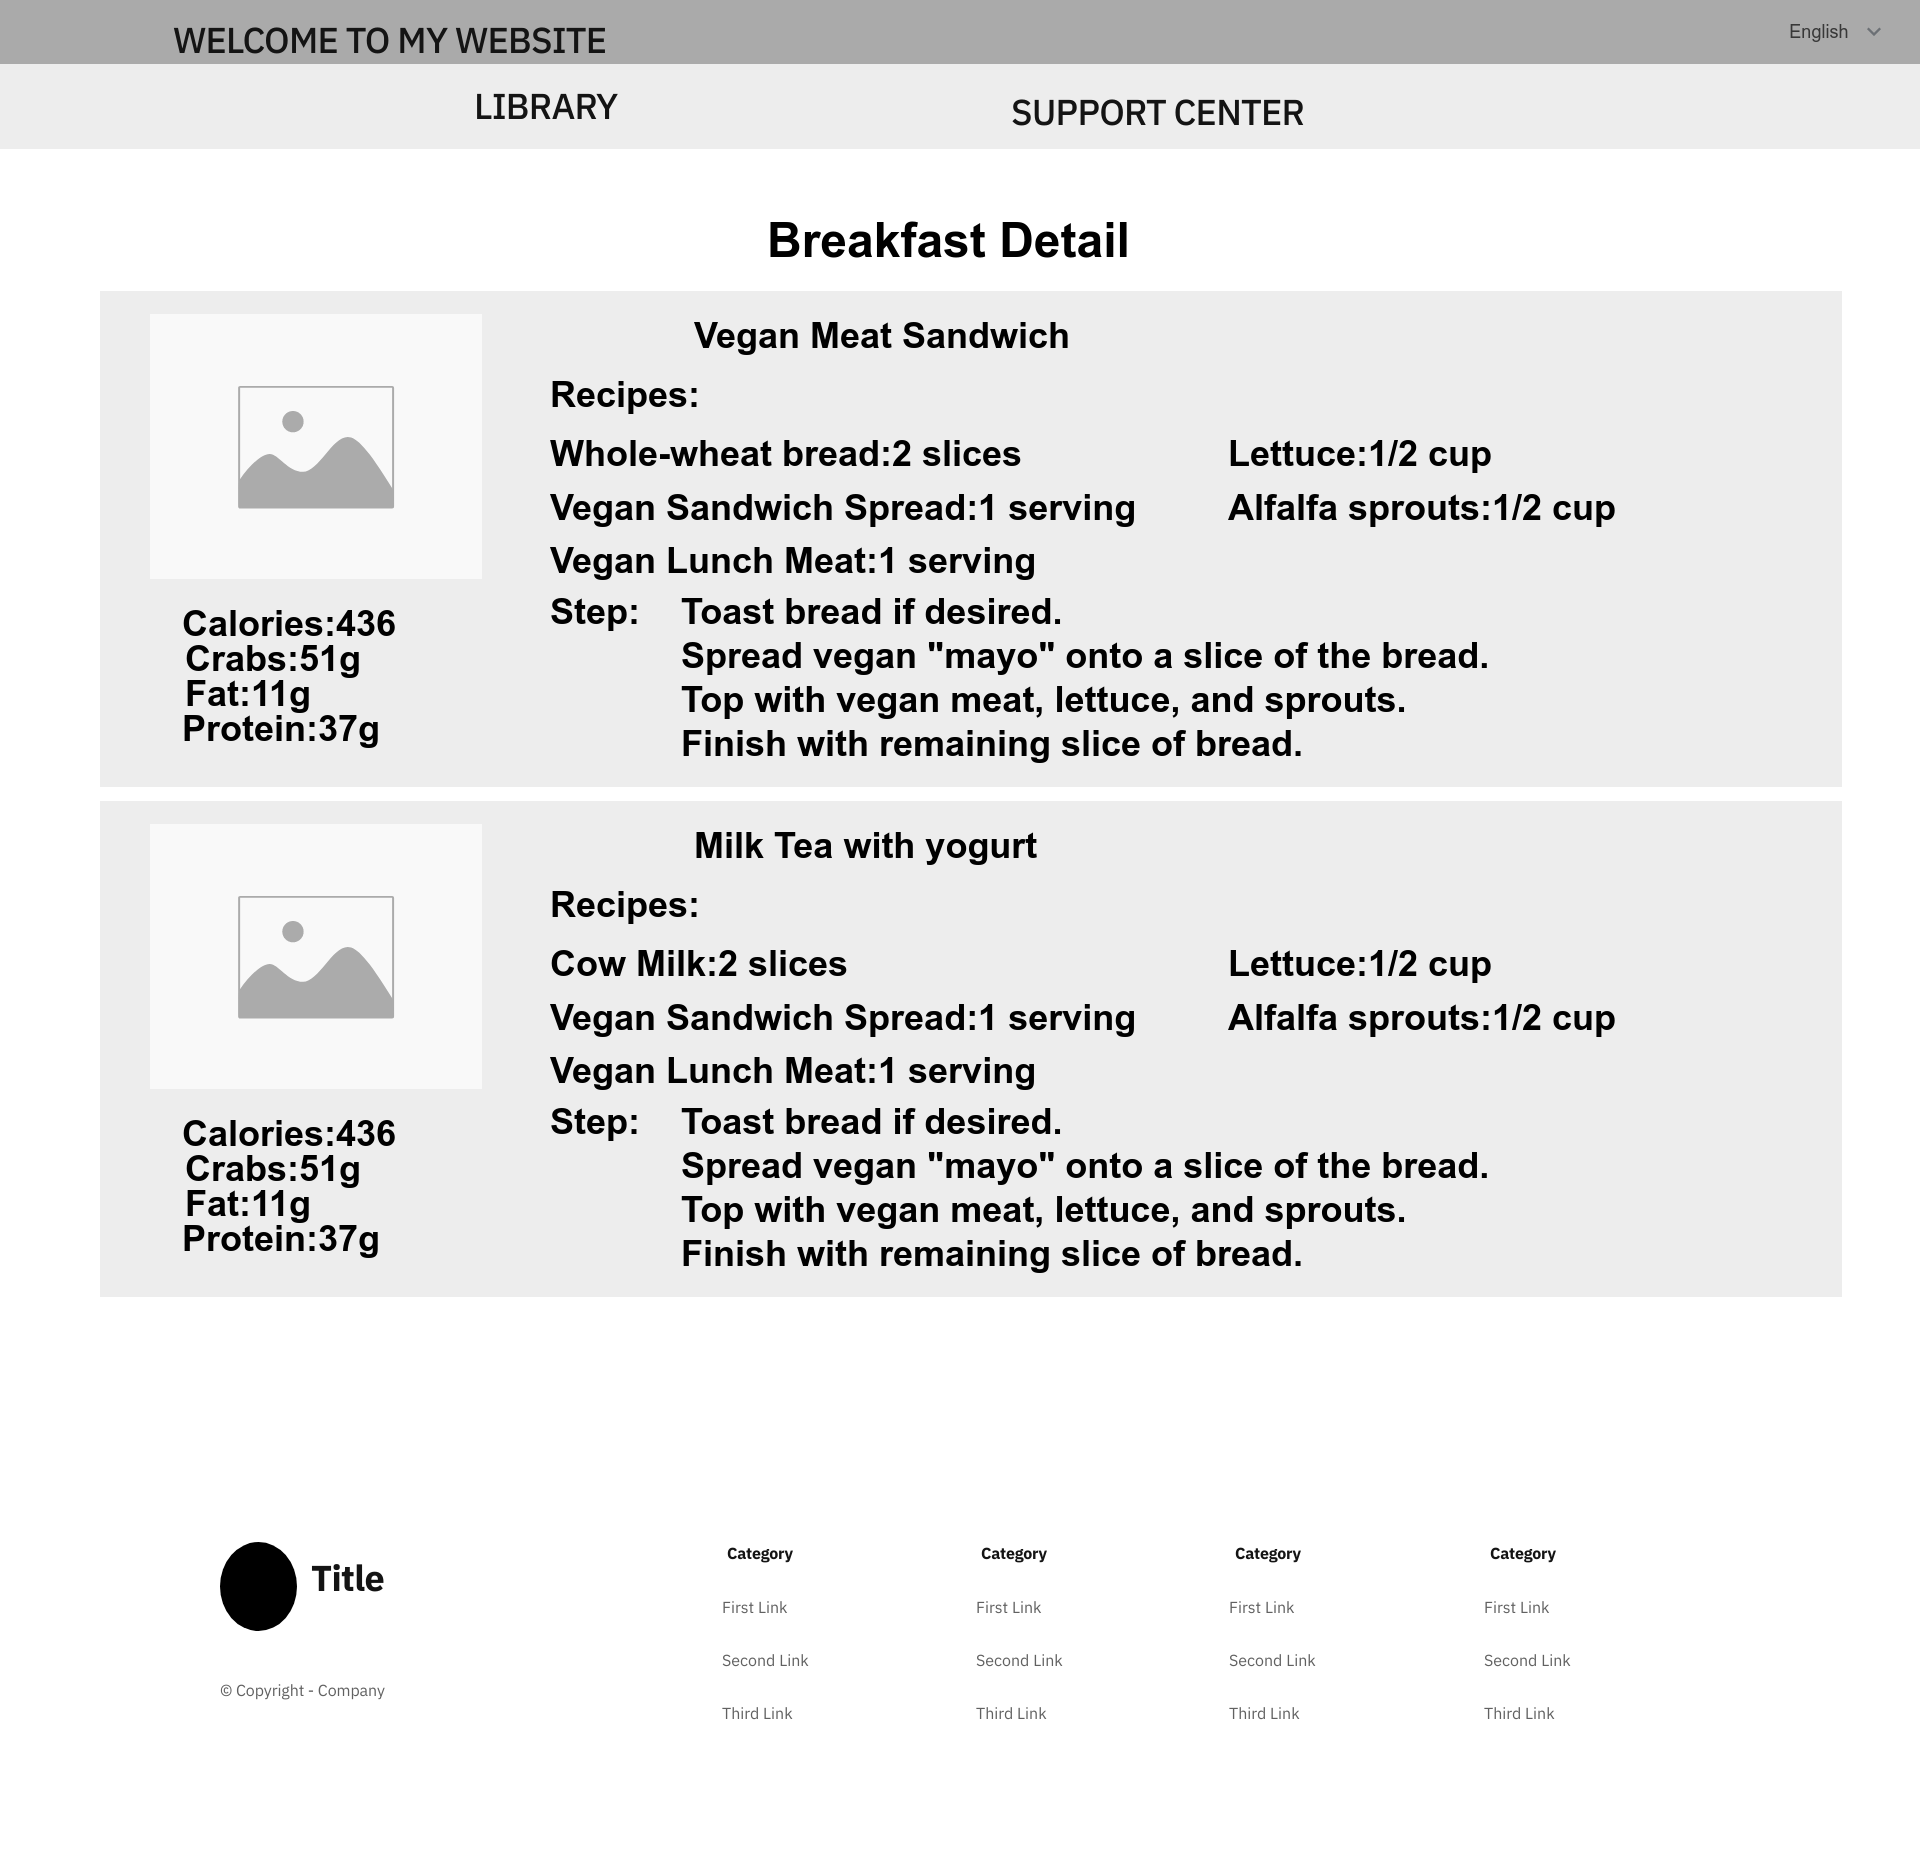 WELCOME TO MY WEBSITE
English
LIBRARY
SUPPORT CENTER
Breakfast Detail
Vegan Meat Sandwich
Recipes:
Whole-wheat bread:2 slices
Lettuce:1/2 cup
Vegan Sandwich Spread:1 serving
Alfalfa sprouts:1/2 cup
Vegan Lunch Meat:1 serving
Step:
Toast bread if desired.
Spread vegan "mayo" onto a slice of the bread.
Top with vegan meat, lettuce, and sprouts.
Finish with remaining slice of bread.
Calories:436
Crabs:51g
Fat:11g
Protein:37g
Milk Tea with yogurt
Recipes:
Cow Milk:2 slices
Lettuce:1/2 cup
Vegan Sandwich Spread:1 serving
Alfalfa sprouts:1/2 cup
Vegan Lunch Meat:1 serving
Step:
Toast bread if desired.
Spread vegan "mayo" onto a slice of the bread.
Top with vegan meat, lettuce, and sprouts.
Finish with remaining slice of bread.
Calories:436
Crabs:51g
Fat:11g
Protein:37g
Title
© Copyright - Company
Category
First Link
Second Link
Third Link
Category
First Link
Second Link
Third Link
Category
First Link
Second Link
Third Link
Category
First Link
Second Link
Third Link